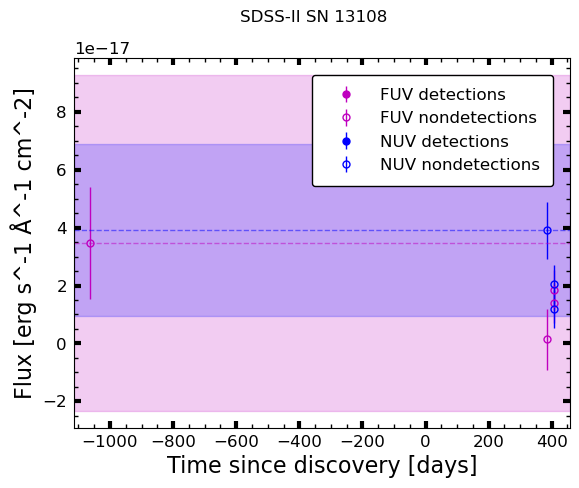 SDSS-II SN 13108
1e−17
FUV detections
FUV nondetections
NUV detections
NUV nondetections
8
6
4
2
0
−2
Flux [erg s^-1 Å^-1 cm^-2]
−1000 −800 −600 −400 −200 0 200 400
Time since discovery [days]